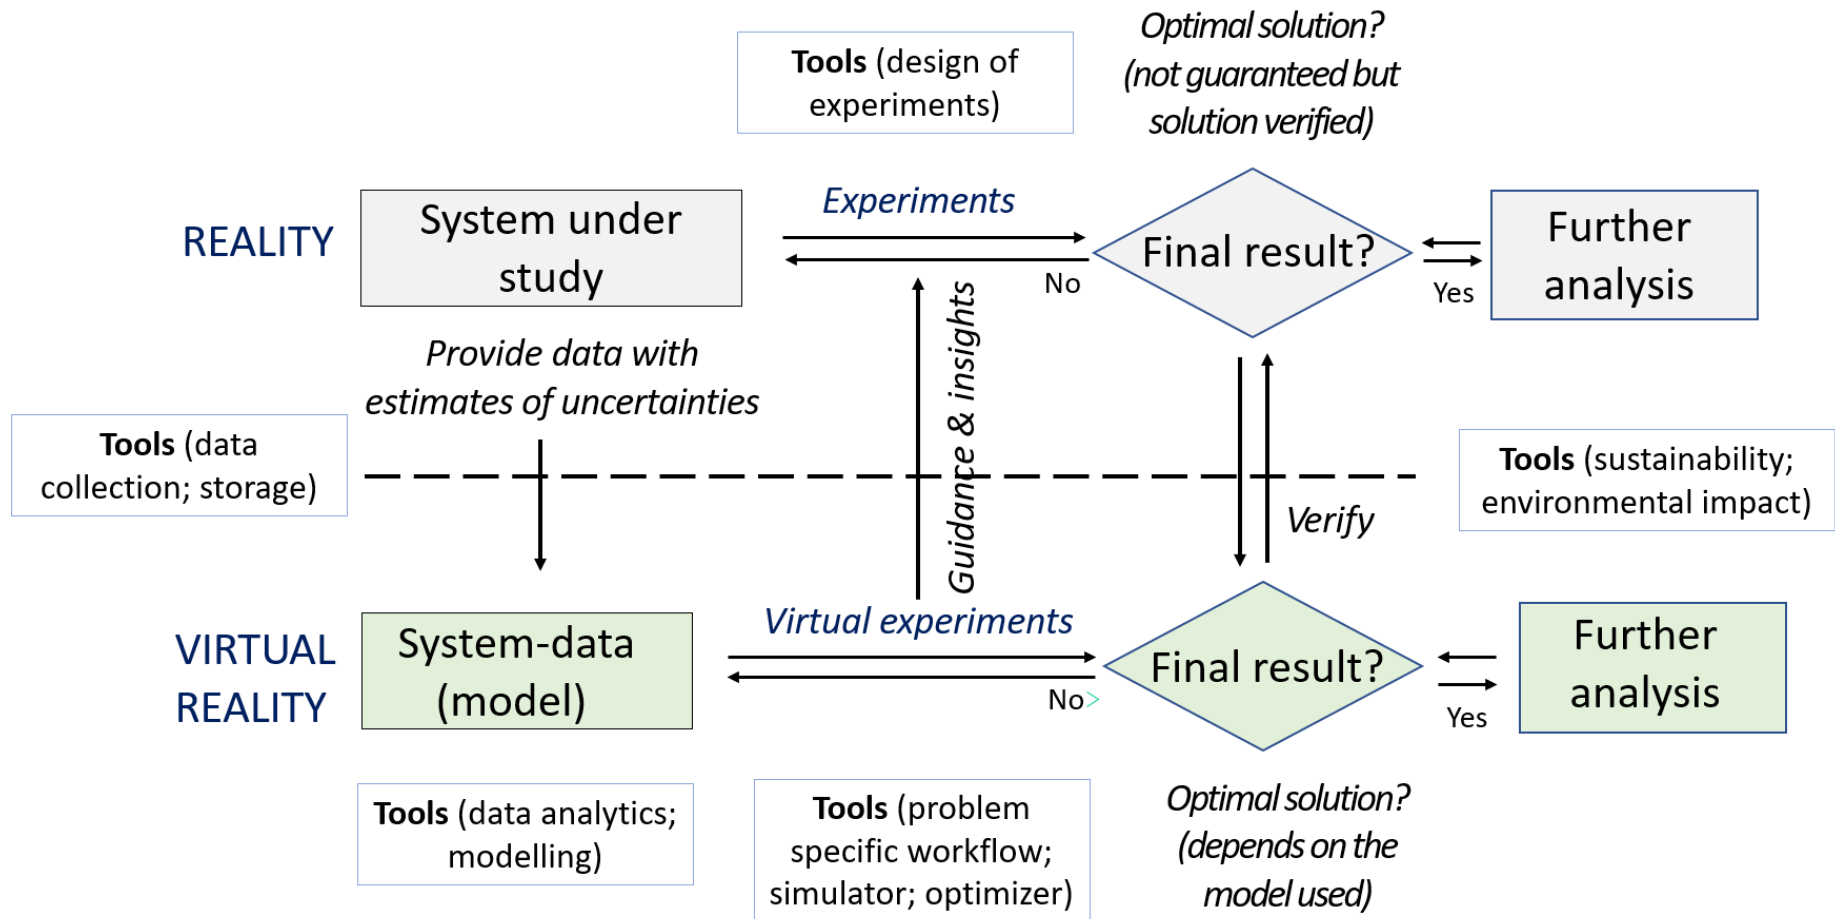 Optimal solution?
(not guaranteed but
solution verified)
Tools (design of
experiments)
REALITY
System under
study
Experiments
No
Final result?
Yes
Further
analysis
Provide data with
estimates of uncertainties
Guidance & insights
Tools (data
collection; storage)
Verify
Tools (sustainability;
environmental impact)
VIRTUAL
REALITY
System-data
(model)
Virtual experiments
No>
Final result?
Yes
Further
analysis
Tools (data analytics;
modelling)
Tools (problem
specific workflow;
simulator; optimizer)
Optimal solution?
(depends on the
model used)